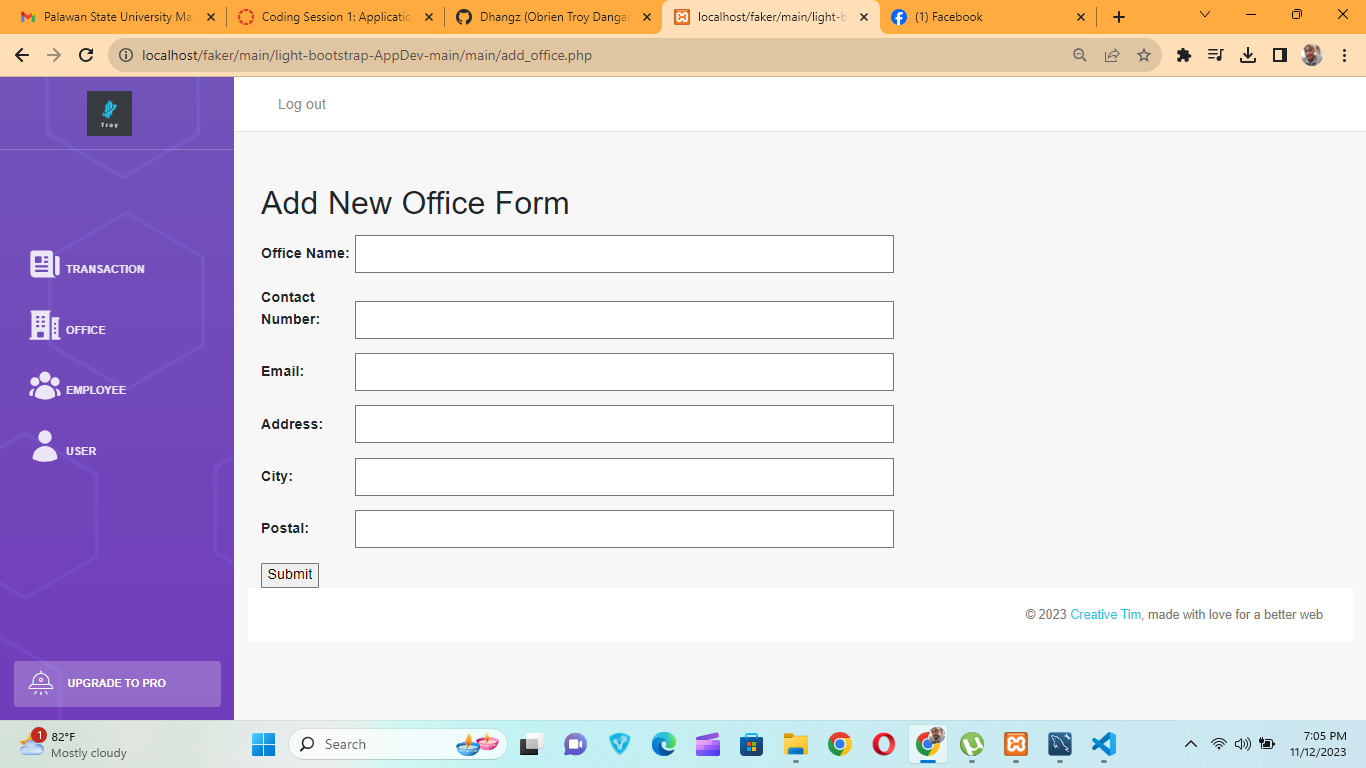 Palawan State University Ma
Coding Session 1: Applicatio
Dhangz (Obrien Troy Danga
localhost/faker/main/light-b
(1) Facebook
localhost/faker/main/light-bootstrap-AppDev-main/main/add_office.php
Troy
Log out
Add New Office Form
Office Name:
Contact
Number:
Email:
Address:
City:
Postal:
Submit
TRANSACTION
OFFICE
EMPLOYEE
USER
UPGRADE TO PRO
© 2023 Creative Tim, made with love for a better web
1
82°F
Mostly cloudy
Search
7:05 PM
11/12/2023